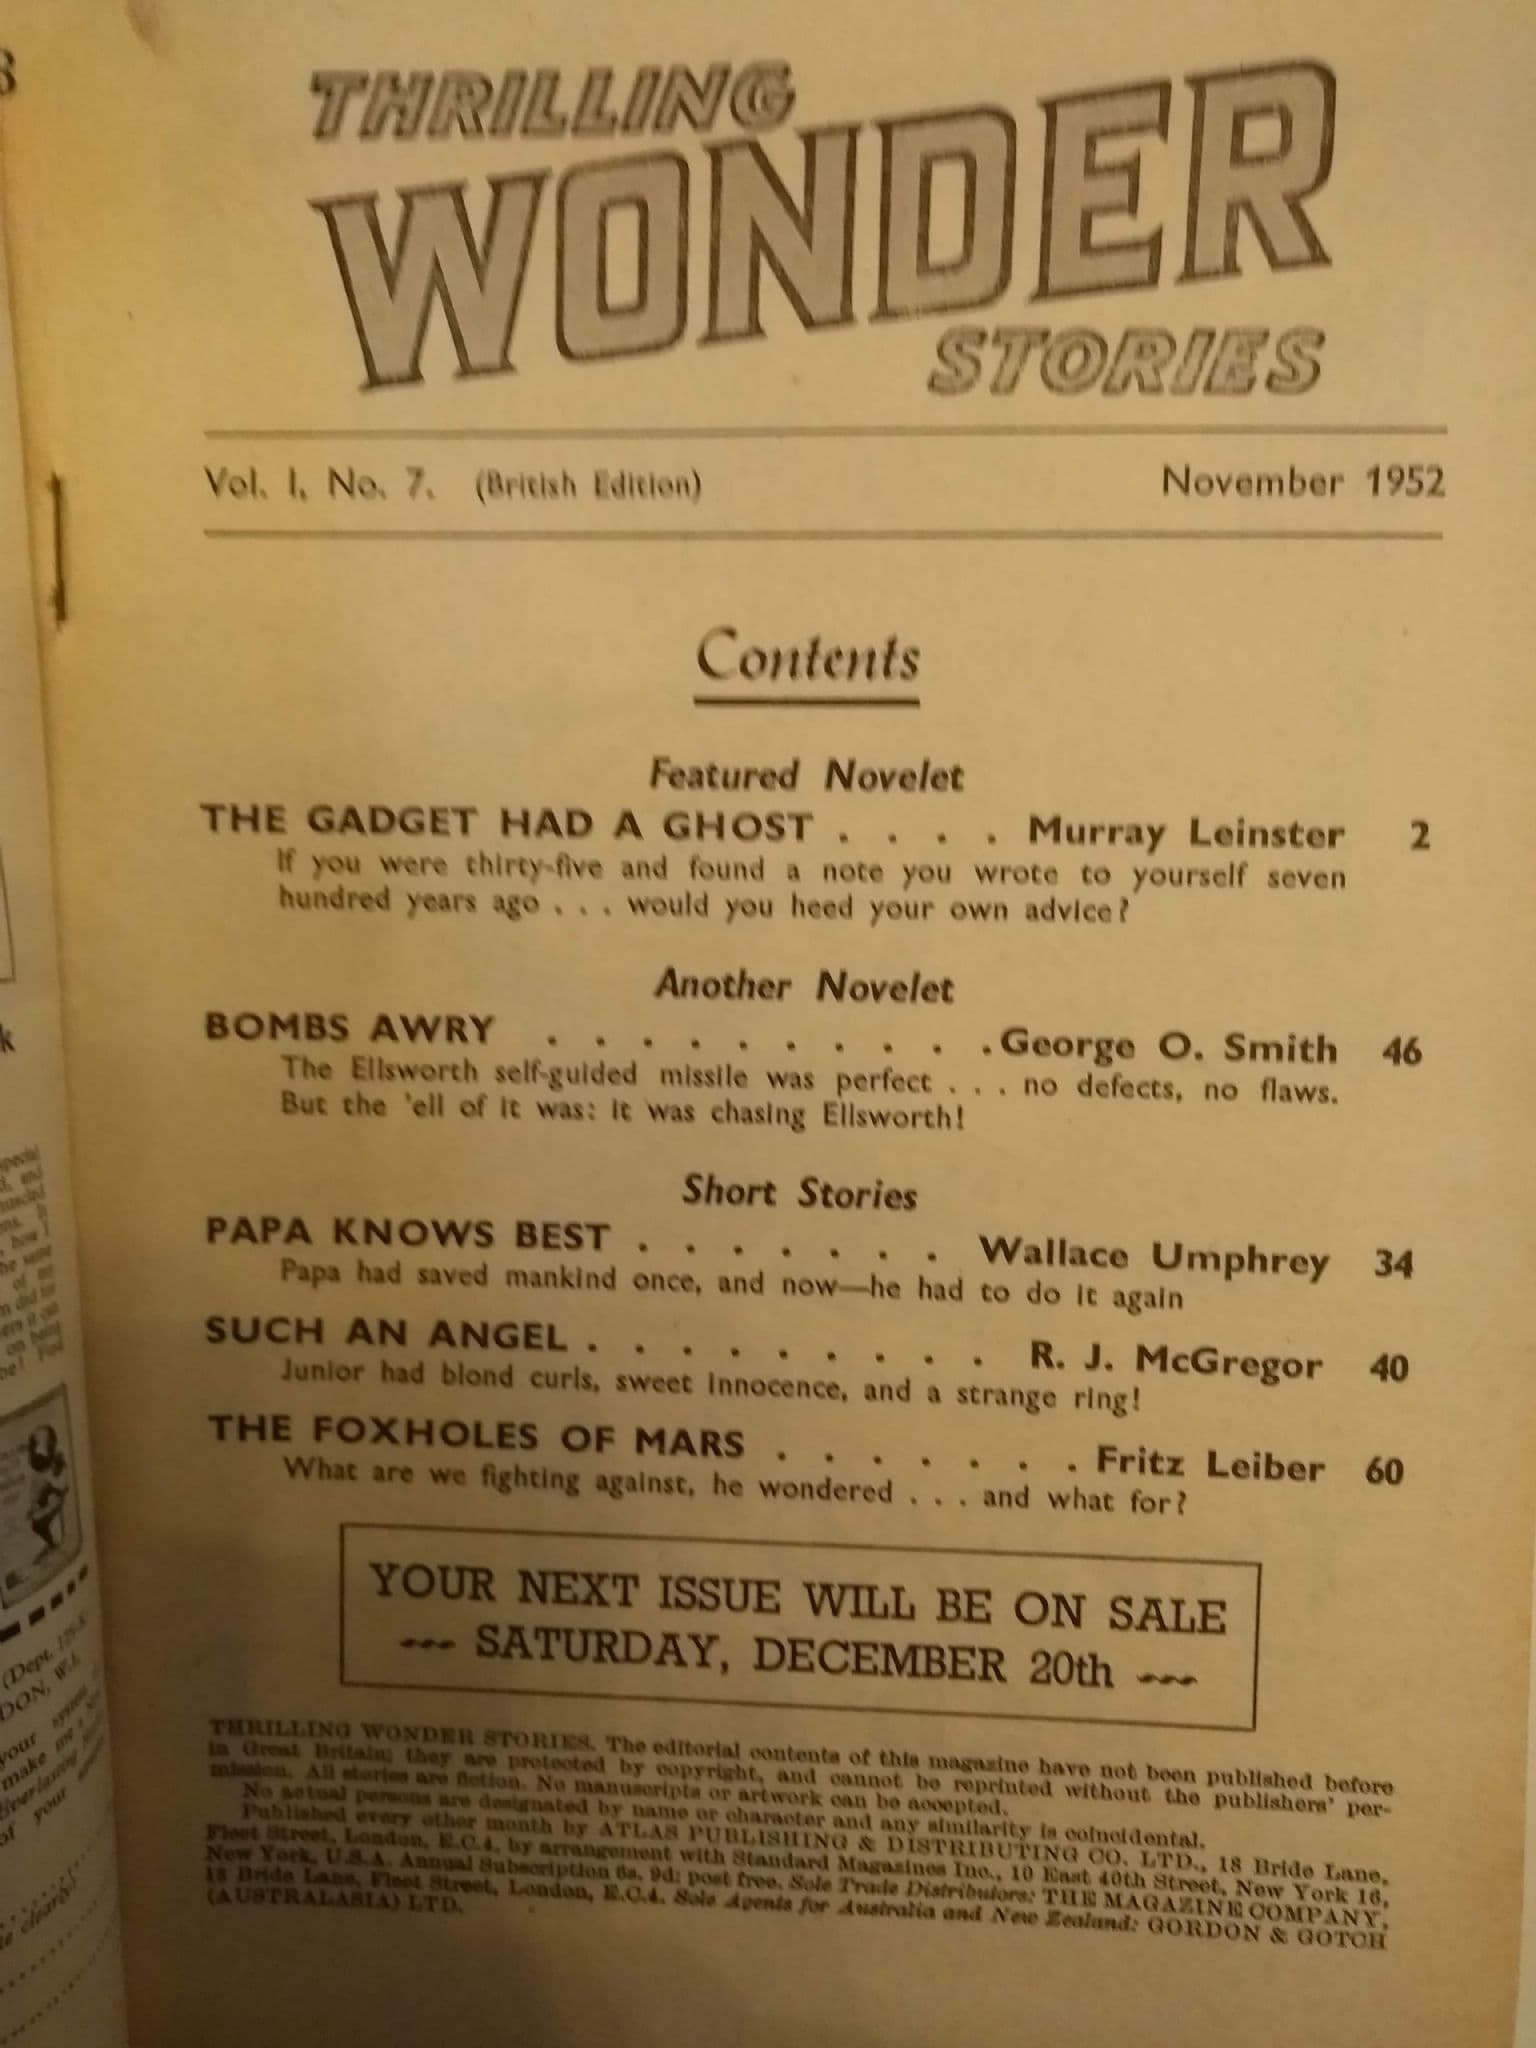 THRILLING
WONDER
STORIES
Vol. 1, No. 7. (British Edition) November 1952
Contents
Featured Novelet
THE GADGET HAD A GHOST . . . . Murray Leinster 2
If you were thirty-five and found a note you wrote to yourself seven
hundred years ago . . . would you heed your own advice?
Another Novelet
BOMBS AWRY . . . . . . . . . . George O. Smith 46
The Ellsworth self-guided missile was perfect . . . no defects, no flaws.
But the 'ell of it was: it was chasing Ellsworth!
Short Stories
PAPA KNOWS BEST . . . . . . . Wallace Umphrey 34
Papa had saved mankind once, and now—he had to do it again
SUCH AN ANGEL . . . . . . . . . R. J. McGregor 40
Junior had blond curls, sweet innocence, and a strange ring!
THE FOXHOLES OF MARS . . . . . . . Fritz Leiber 60
What are we fighting against, he wondered . . . and what for?
YOUR NEXT ISSUE WILL BE ON SALE
SATURDAY, DECEMBER 20th
THRILLING WONDER STORIES. The editorial contents of this magazine have not been published before
in Great Britain; they are protected by copyright, and cannot be reprinted without the publishers' per-
mission. All stories are fiction. No manuscripts or artwork can be accepted.
No actual persons are designated by name or character and any similarity is coincidental.
Published every other month by ATLAS PUBLISHING & DISTRIBUTING CO. LTD., 18 Bride Lane,
Fleet Street, London, E.C.4, by arrangement with Standard Magazines Inc., 10 East 40th Street, New York 16,
New York, U.S.A. Annual Subscription 6s. 9d: post free. Sole Trade Distributors: THE MAGAZINE COMPANY,
18 Bride Lane, Fleet Street, London, E.C.4. Sole Agents for Australia and New Zealand: GORDON & GOTCH
(AUSTRALASIA) LTD.
(Dept.
DON, W.1.
your system
make me
of your